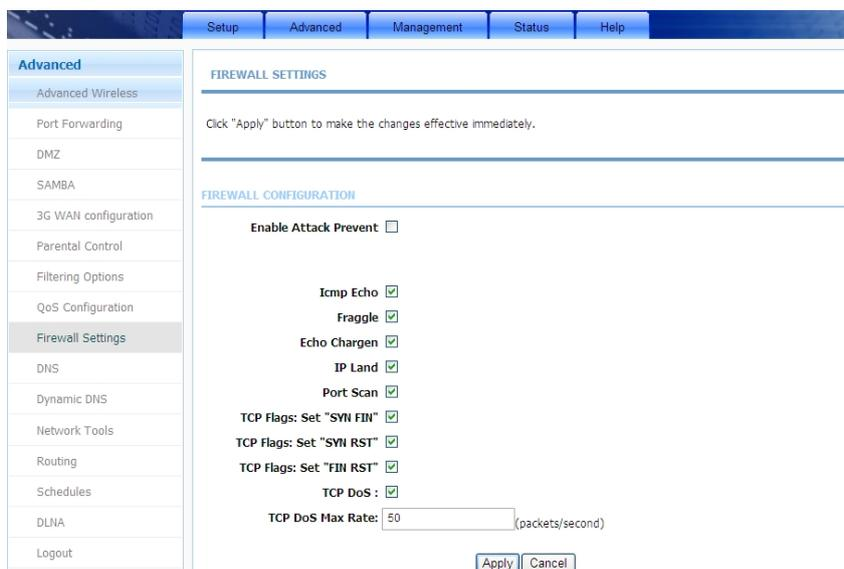 Setup Advanced Management Status Help
Advanced
Advanced Wireless
Port Forwarding
DMZ
SAMBA
3G WAN configuration
Parental Control
Filtering Options
QoS Configuration
Firewall Settings
DNS
Dynamic DNS
Network Tools
Routing
Schedules
DLNA
Logout
FIREWALL SETTINGS
Click "Apply" button to make the changes effective immediately.
FIREWALL CONFIGURATION
Enable Attack Prevent
Icmp Echo
Fraggle
Echo Chargen
IP Land
Port Scan
TCP Flags: Set "SYN FIN"
TCP Flags: Set "SYN RST"
TCP Flags: Set "FIN RST"
TCP DoS :
TCP DoS Max Rate: 50 (packets/second)
Apply Cancel